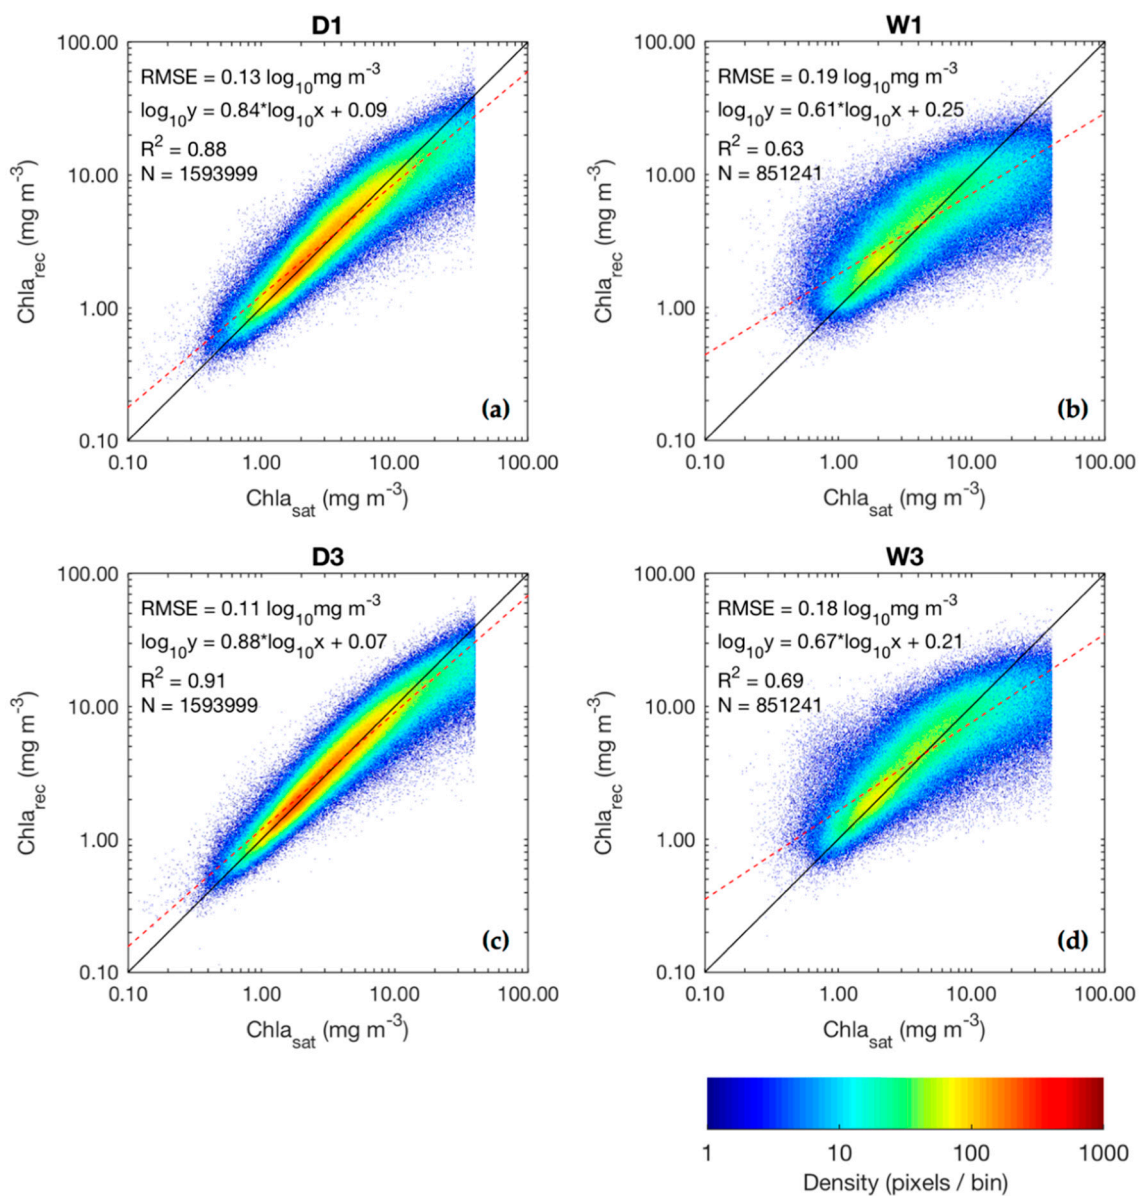 D1
100.00
RMSE = 0.13 log10mg m-3
log10y = 0.84*log10x + 0.09
R2 = 0.88
N = 1593999
10.00
1.00
0.10
Chlarec (mg m-3)
(a)
0.10 1.00 10.00 100.00
Chlasat (mg m-3)
W1
100.00
RMSE = 0.19 log10mg m-3
log10y = 0.61*log10x + 0.25
R2 = 0.63
N = 851241
10.00
1.00
0.10
Chlarec (mg m-3)
(b)
0.10 1.00 10.00 100.00
Chlasat (mg m-3)
D3
100.00
RMSE = 0.11 log10mg m-3
log10y = 0.88*log10x + 0.07
R2 = 0.91
N = 1593999
10.00
1.00
0.10
Chlarec (mg m-3)
(c)
0.10 1.00 10.00 100.00
Chlasat (mg m-3)
W3
100.00
RMSE = 0.18 log10mg m-3
log10y = 0.67*log10x + 0.21
R2 = 0.69
N = 851241
10.00
1.00
0.10
Chlarec (mg m-3)
(d)
0.10 1.00 10.00 100.00
Chlasat (mg m-3)
1 10 100 1000
Density (pixels / bin)